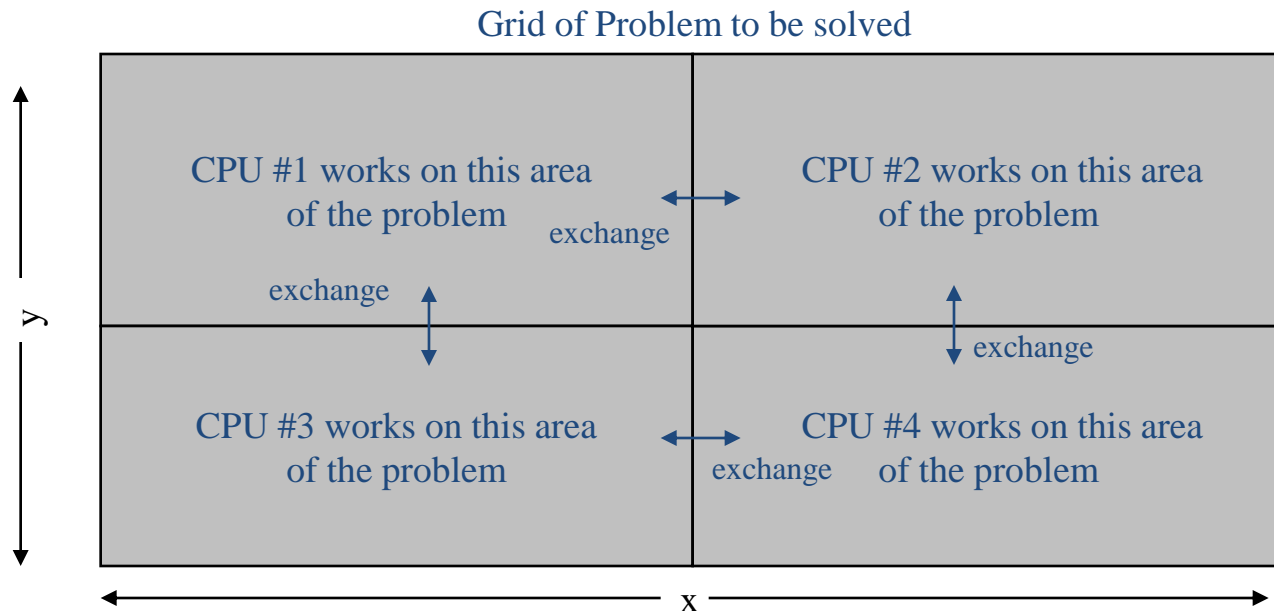 Grid of Problem to be solved
CPU #1 works on this area
of the problem
exchange
CPU #2 works on this area
of the problem
exchange
exchange
y
CPU #3 works on this area
of the problem
exchange
CPU #4 works on this area
of the problem
x